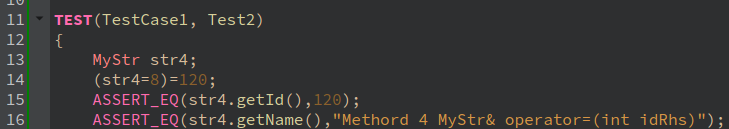 11 TEST(TestCase1, Test2)
12 {
13 MyStr str4;
14 (str4=8)=120;
15 ASSERT_EQ(str4.getId(),120);
16 ASSERT_EQ(str4.getName(),"Methord 4 MyStr& operator=(int idRhs)");